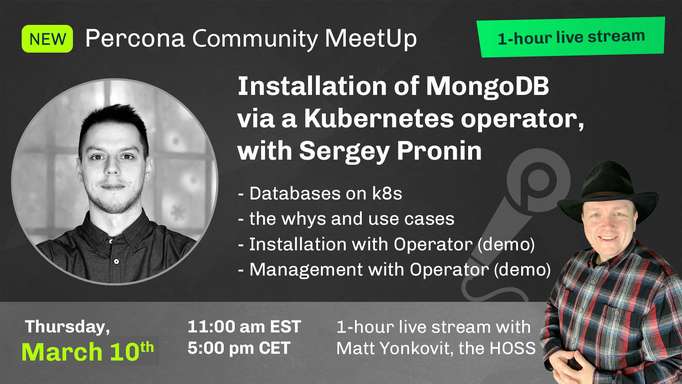 NEW Percona Community MeetUp
1-hour live stream
Installation of MongoDB
via a Kubernetes operator,
with Sergey Pronin
- Databases on k8s
- the whys and use cases
- Installation with Operator (demo)
- Management with Operator (demo)
Thursday,
March 10th
11:00 am EST
5:00 pm CET
1-hour live stream with
Matt Yonkovit, the HOSS